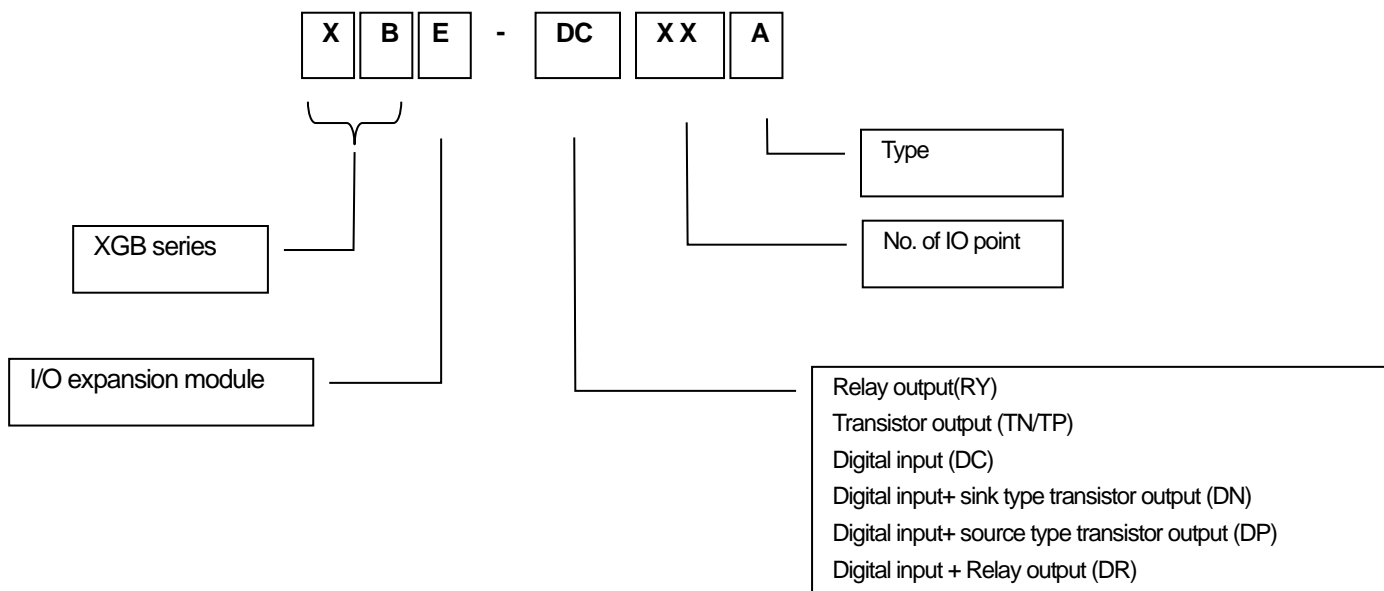 X B E - DC X X A
Type
No. of IO point
XGB series
I/O expansion module
Relay output(RY)
Transistor output (TN/TP)
Digital input (DC)
Digital input+ sink type transistor output (DN)
Digital input+ source type transistor output (DP)
Digital input + Relay output (DR)